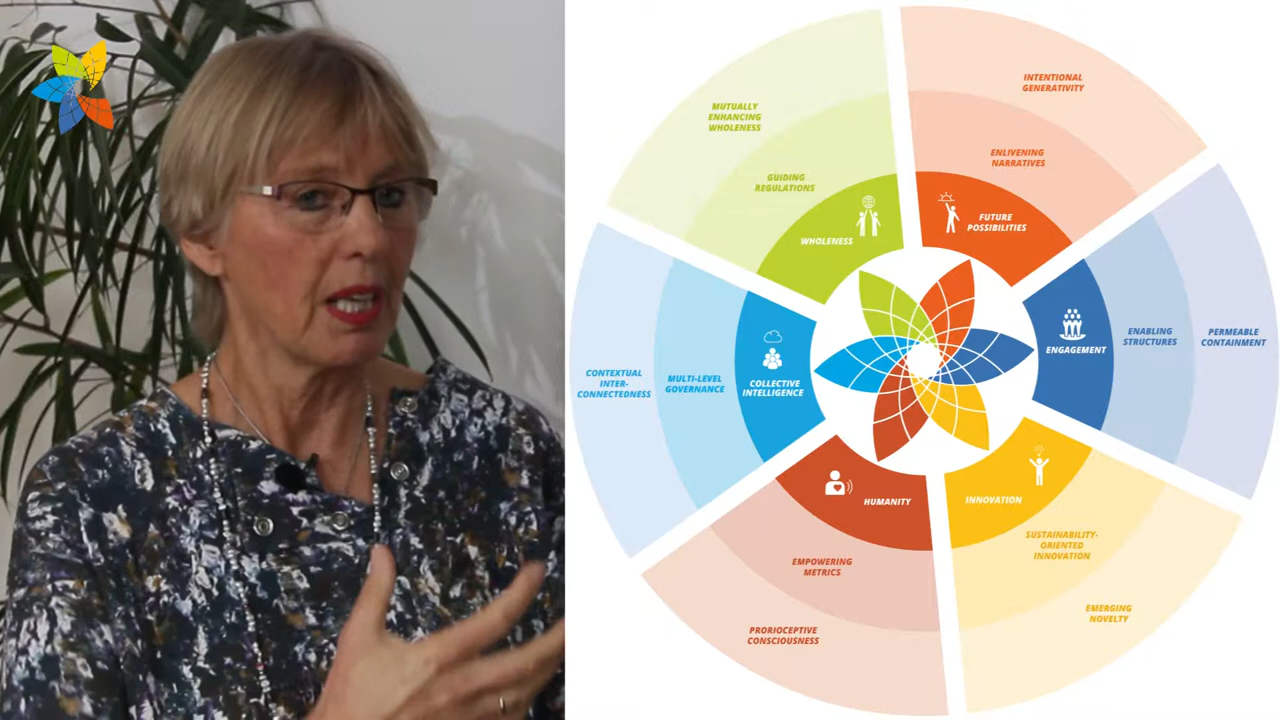 INTENTIONAL
GENERATIVITY
ENLIVENING
NARRATIVES
FUTURE
POSSIBILITIES
PERMEABLE
CONTAINMENT
ENABLING
STRUCTURES
ENGAGEMENT
EMERGING
NOVELTY
SUSTAINABILITY-
ORIENTED
INNOVATION
INNOVATION
PRORIOCEPTIVE
CONSCIOUSNESS
EMPOWERING
METRICS
HUMANITY
CONTEXTUAL
INTER-
CONNECTEDNESS
MULTI-LEVEL
GOVERNANCE
COLLECTIVE
INTELLIGENCE
MUTUALLY
ENHANCING
WHOLENESS
GUIDING
REGULATIONS
WHOLENESS